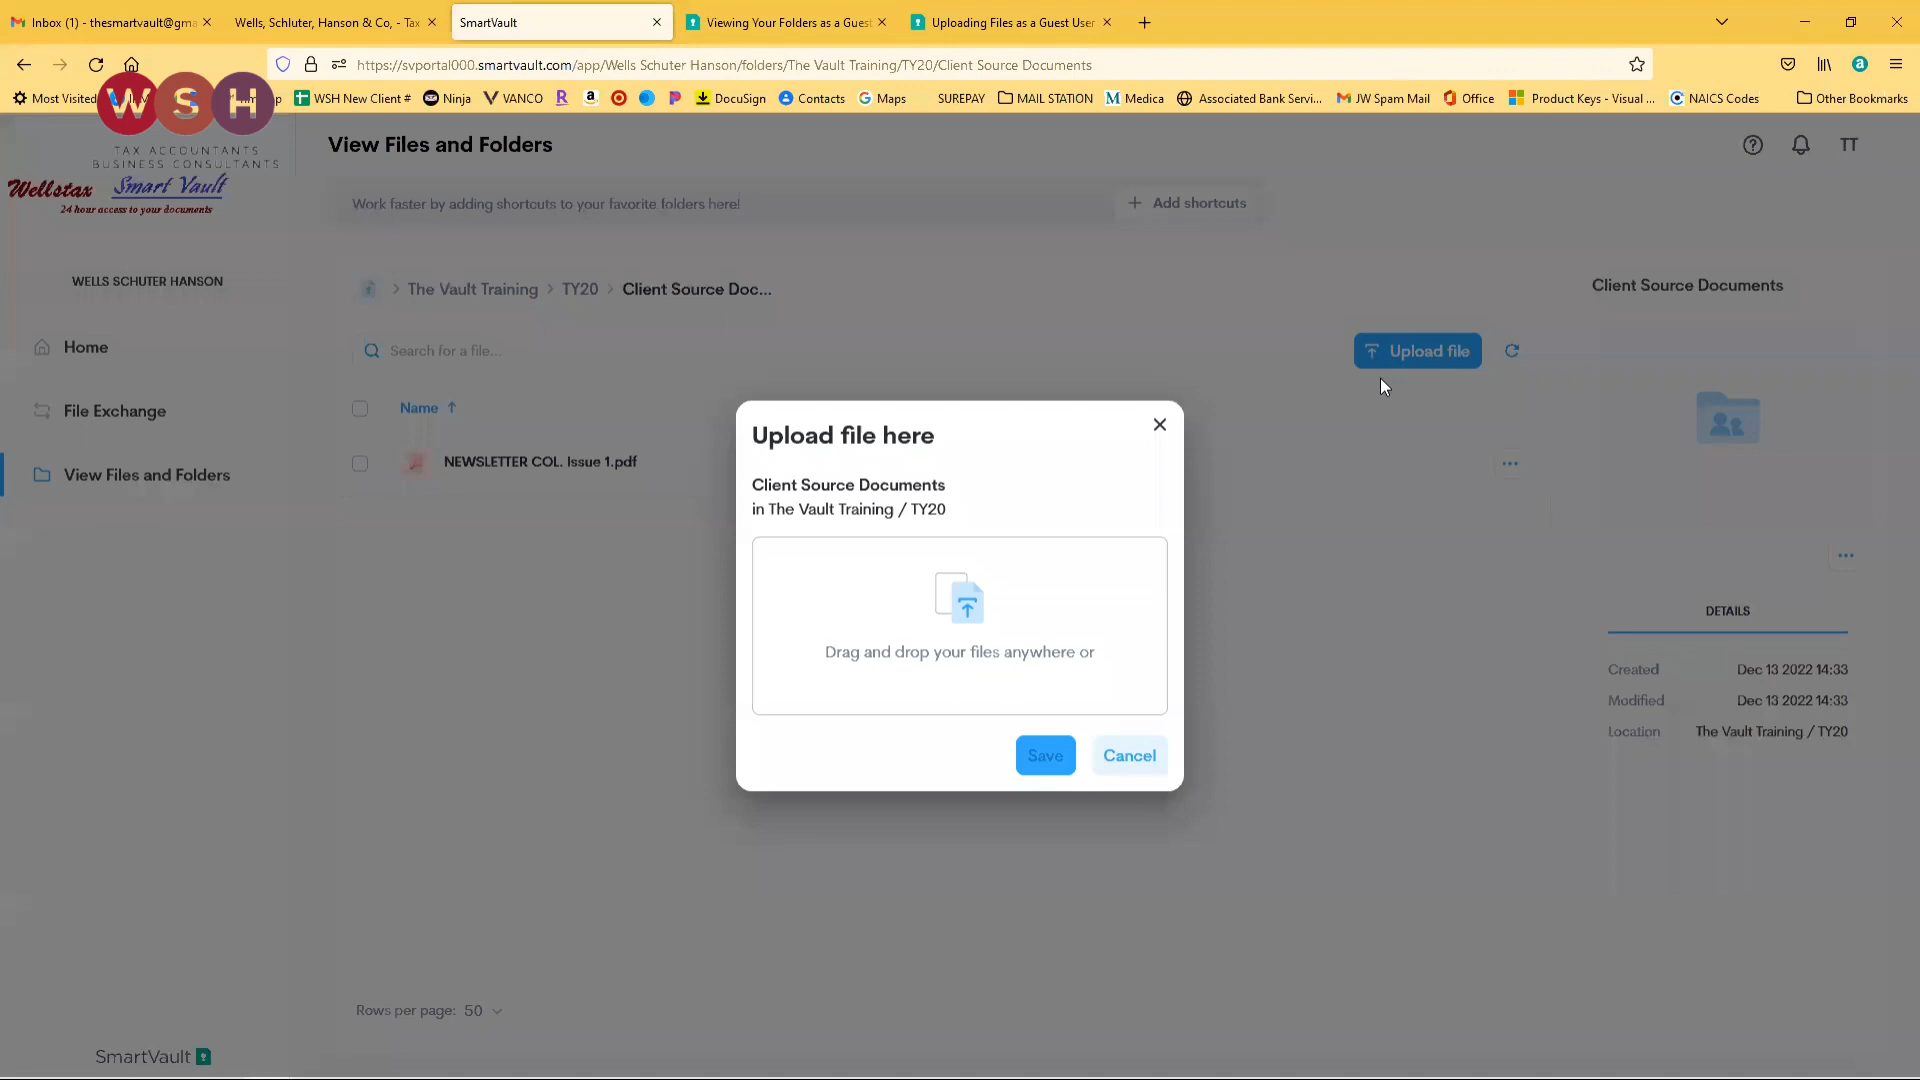 Inbox (1) - thesmartvault@gma
Wells, Schluter, Hanson & Co, - Tax
SmartVault
Viewing Your Folders as a Guest
Uploading Files as a Guest User
https://svportal000.smartvault.com/app/Wells Schuter Hanson/folders/The Vault Training/TY20/Client Source Documents
Most Visited
WSH New Client #
Ninja
VANCO
DocuSign
Contacts
Maps
SUREPAY
MAIL STATION
Medica
Associated Bank Servi...
JW Spam Mail
Office
Product Keys - Visual ...
NAICS Codes
Other Bookmarks
W S H
TAX ACCOUNTANTS
BUSINESS CONSULTANTS
Wellstax Smart Vault
24 hour access to your documents
View Files and Folders
TT
Work faster by adding shortcuts to your favorite folders here!
Add shortcuts
WELLS SCHUTER HANSON
The Vault Training > TY20 > Client Source Doc...
Client Source Documents
Home
Search for a file...
Upload file
File Exchange
Name
View Files and Folders
NEWSLETTER COL. Issue 1.pdf
Upload file here
Client Source Documents
in The Vault Training / TY20
Drag and drop your files anywhere or
Save
Cancel
DETAILS
Created Dec 13 2022 14:33
Modified Dec 13 2022 14:33
Location The Vault Training / TY20
Rows per page: 50
SmartVault